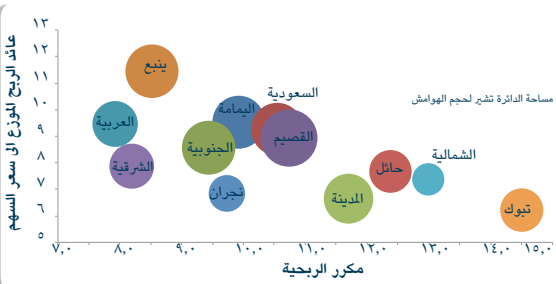 عائد الربح الموزع الى سعر السهم
١٣
١٢
١١
١٠
٩
٨
٧
٦
٥
ينبع
السعودية
مساحة الدائرة تشير لحجم الهوامش
اليمامة
العربية
القصيم
الجنوبية
الشمالية
الشرقية
حائل
نجران
المدينة
تبوك
٧,٠ ٨,٠ ٩,٠ ١٠,٠ ١١,٠ ١٢,٠ ١٣,٠ ١٤,٠ ١٥,٠
مكرر الربحية